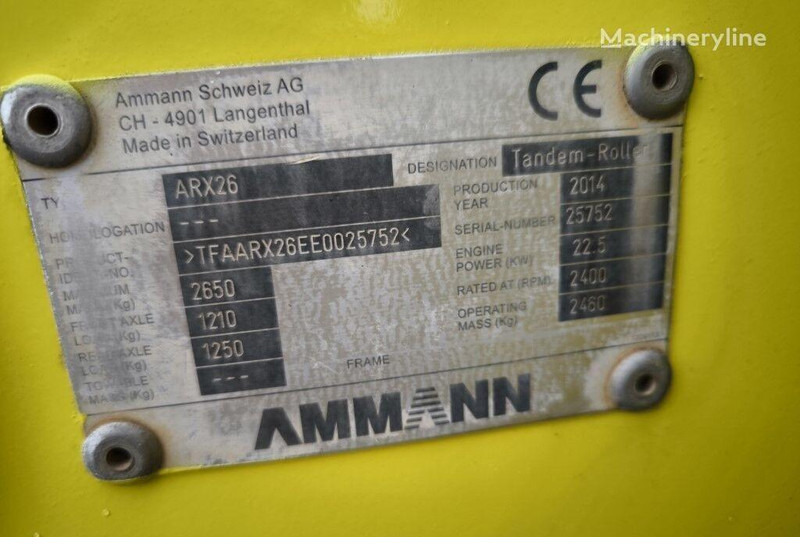 Machineryline
Ammann Schweiz AG
CH - 4901 Langenthal
Made in Switzerland
CE
ARX26
DESIGNATION Tandem-Roller
---
PRODUCTION YEAR 2014
>TFAARX26EE0025752<
SERIAL-NUMBER 25752
2650
ENGINE POWER (KW) 22.5
1210
RATED AT (RPM) 2400
1250
OPERATING MASS (Kg) 2460
---
FRAME
AMMANN